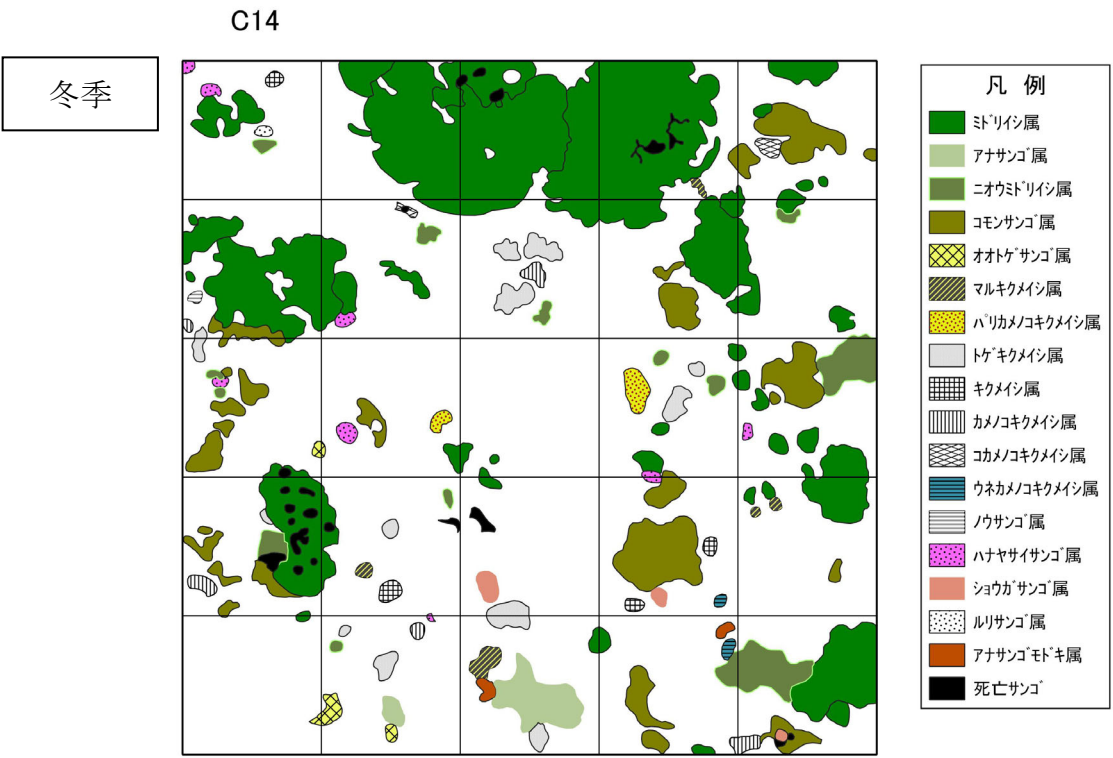 C14
冬季
凡 例
ﾐﾄﾞﾘｲｼ属
ｱﾅｻﾝｺﾞ属
ﾆｵｳﾐﾄﾞﾘｲｼ属
ｺﾓﾝｻﾝｺﾞ属
ｵｵﾄｹﾞｻﾝｺﾞ属
ﾏﾙｷｸﾒｲｼ属
ﾊﾟﾘｶﾒﾉｺｷｸﾒｲｼ属
ﾄｹﾞｷｸﾒｲｼ属
ｷｸﾒｲｼ属
ｶﾒﾉｺｷｸﾒｲｼ属
ｺｶﾒﾉｺｷｸﾒｲｼ属
ｳﾈｶﾒﾉｺｷｸﾒｲｼ属
ﾉｳｻﾝｺﾞ属
ﾊﾅﾔｻｲｻﾝｺﾞ属
ｼｮｳｶﾞｻﾝｺﾞ属
ﾙﾘｻﾝｺﾞ属
ｱﾅｻﾝｺﾞﾓﾄﾞｷ属
死亡ｻﾝｺﾞ